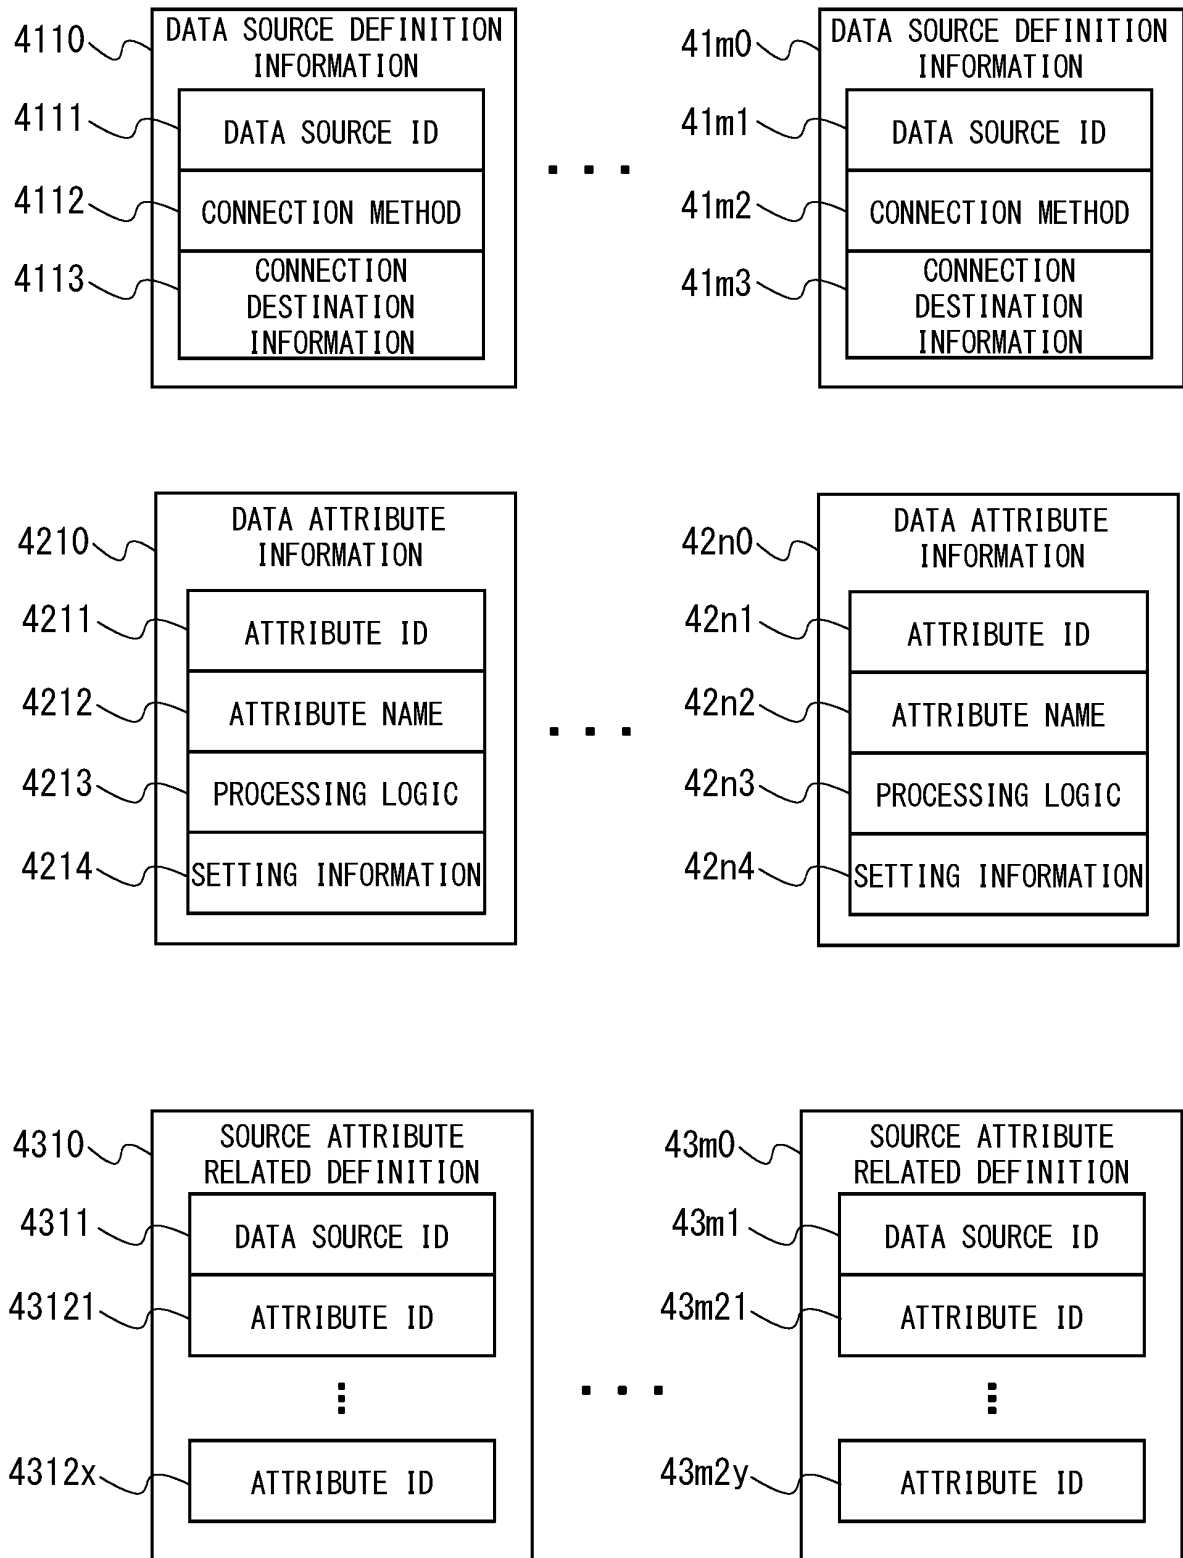 4110
DATA SOURCE DEFINITION
INFORMATION
4111
DATA SOURCE ID
4112
CONNECTION METHOD
4113
CONNECTION
DESTINATION
INFORMATION
41m0
DATA SOURCE DEFINITION
INFORMATION
41m1
DATA SOURCE ID
41m2
CONNECTION METHOD
41m3
CONNECTION
DESTINATION
INFORMATION
4210
DATA ATTRIBUTE
INFORMATION
4211
ATTRIBUTE ID
4212
ATTRIBUTE NAME
4213
PROCESSING LOGIC
4214
SETTING INFORMATION
42n0
DATA ATTRIBUTE
INFORMATION
42n1
ATTRIBUTE ID
42n2
ATTRIBUTE NAME
42n3
PROCESSING LOGIC
42n4
SETTING INFORMATION
4310
SOURCE ATTRIBUTE
RELATED DEFINITION
4311
DATA SOURCE ID
43121
ATTRIBUTE ID
4312x
ATTRIBUTE ID
43m0
SOURCE ATTRIBUTE
RELATED DEFINITION
43m1
DATA SOURCE ID
43m21
ATTRIBUTE ID
43m2y
ATTRIBUTE ID